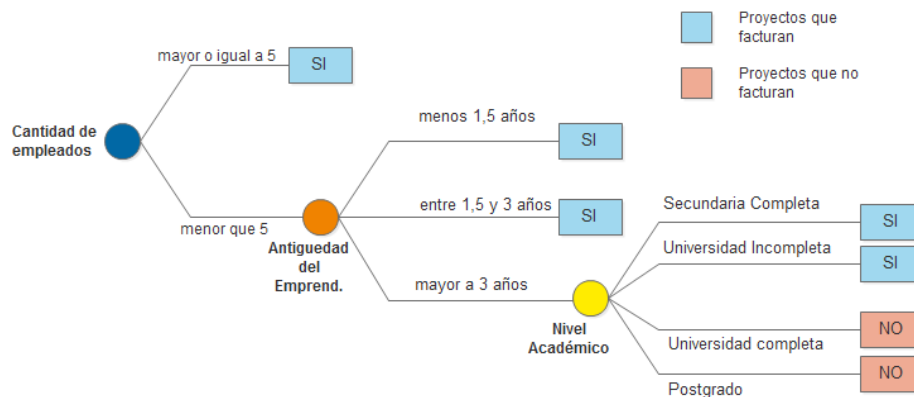 Proyectos que
facturan
mayor o igual a 5
SI
Proyectos que no
facturan
Cantidad de
empleados
menos 1,5 años
SI
entre 1,5 y 3 años
SI
menor que 5
Antiguedad
del
Emprend.
Secundaria Completa
SI
Universidad Incompleta
SI
mayor a 3 años
Nivel
Académico
Universidad completa
NO
Postgrado
NO